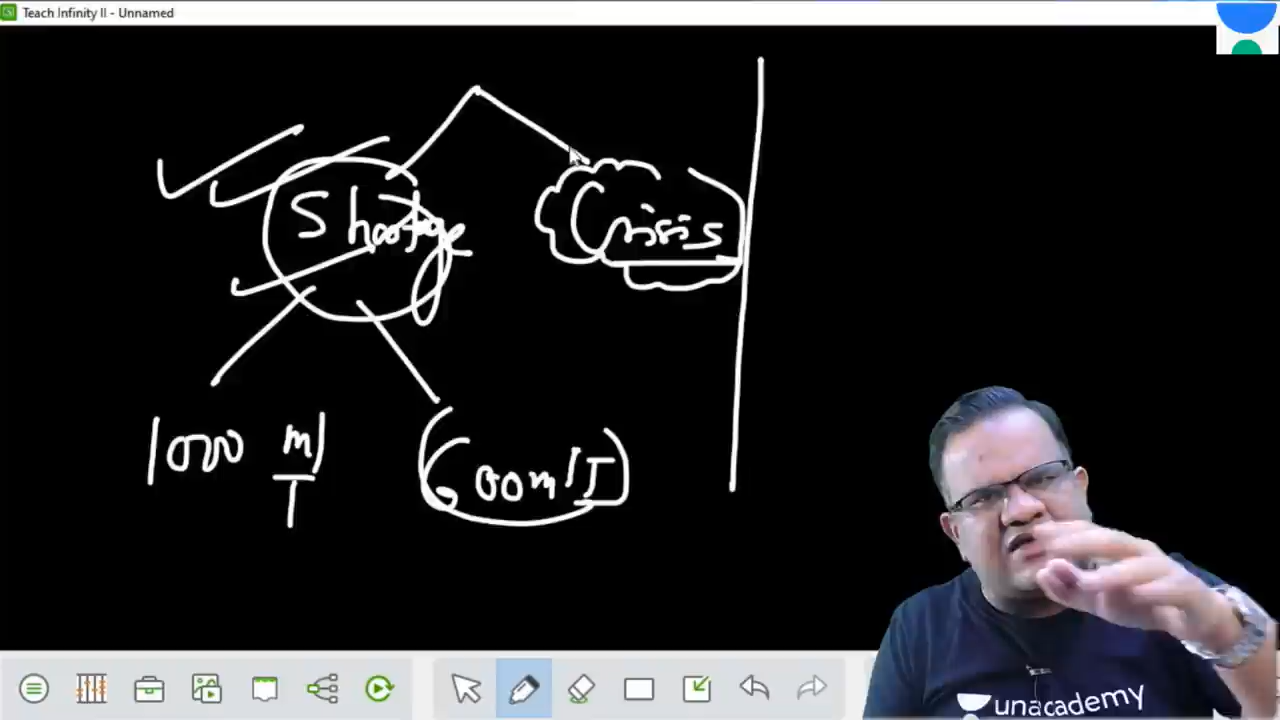 Teach Infinity II - Unnamed
Shortage
Crisis
1000 m/T
600 m/T
unacademy